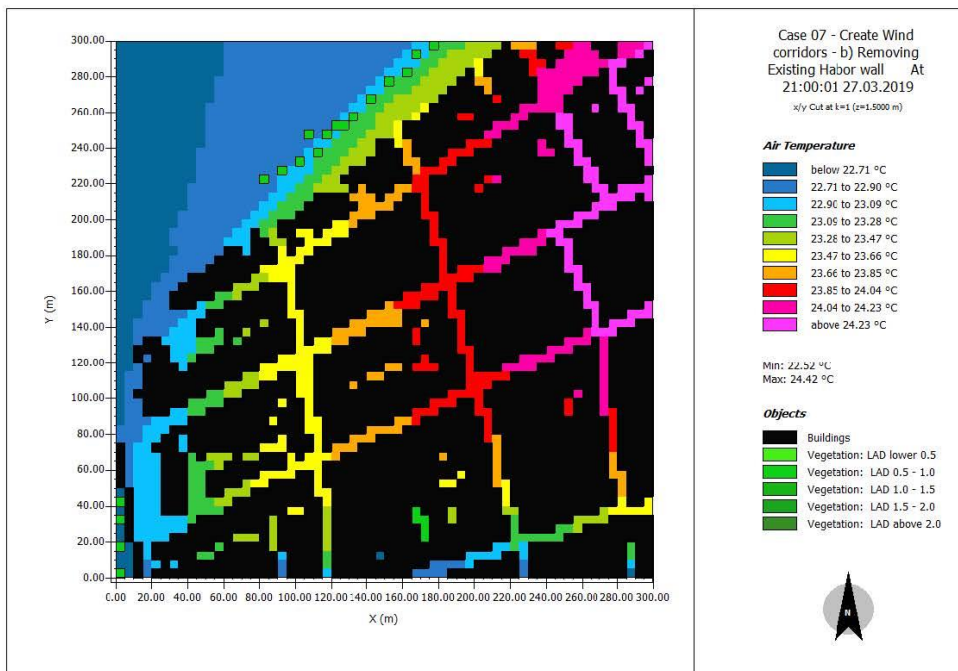 Case 07 - Create Wind
corridors - b) Removing
Existing Habor wall At
21:00:01 27.03.2019
x/y Cut at k=1 (z=1.5000 m)
Air Temperature
below 22.71 °C
22.71 to 22.90 °C
22.90 to 23.09 °C
23.09 to 23.28 °C
23.28 to 23.47 °C
23.47 to 23.66 °C
23.66 to 23.85 °C
23.85 to 24.04 °C
24.04 to 24.23 °C
above 24.23 °C
Min: 22.52 °C
Max: 24.42 °C
Objects
Buildings
Vegetation: LAD lower 0.5
Vegetation: LAD 0.5 - 1.0
Vegetation: LAD 1.0 - 1.5
Vegetation: LAD 1.5 - 2.0
Vegetation: LAD above 2.0
N
300.00
280.00
260.00
240.00
220.00
200.00
180.00
160.00
140.00
120.00
100.00
80.00
60.00
40.00
20.00
0.00
Y (m)
0.00 20.00 40.00 60.00 80.00 100.00 120.00 140.00 160.00 180.00 200.00 220.00 240.00 260.00 280.00 300.00
X (m)